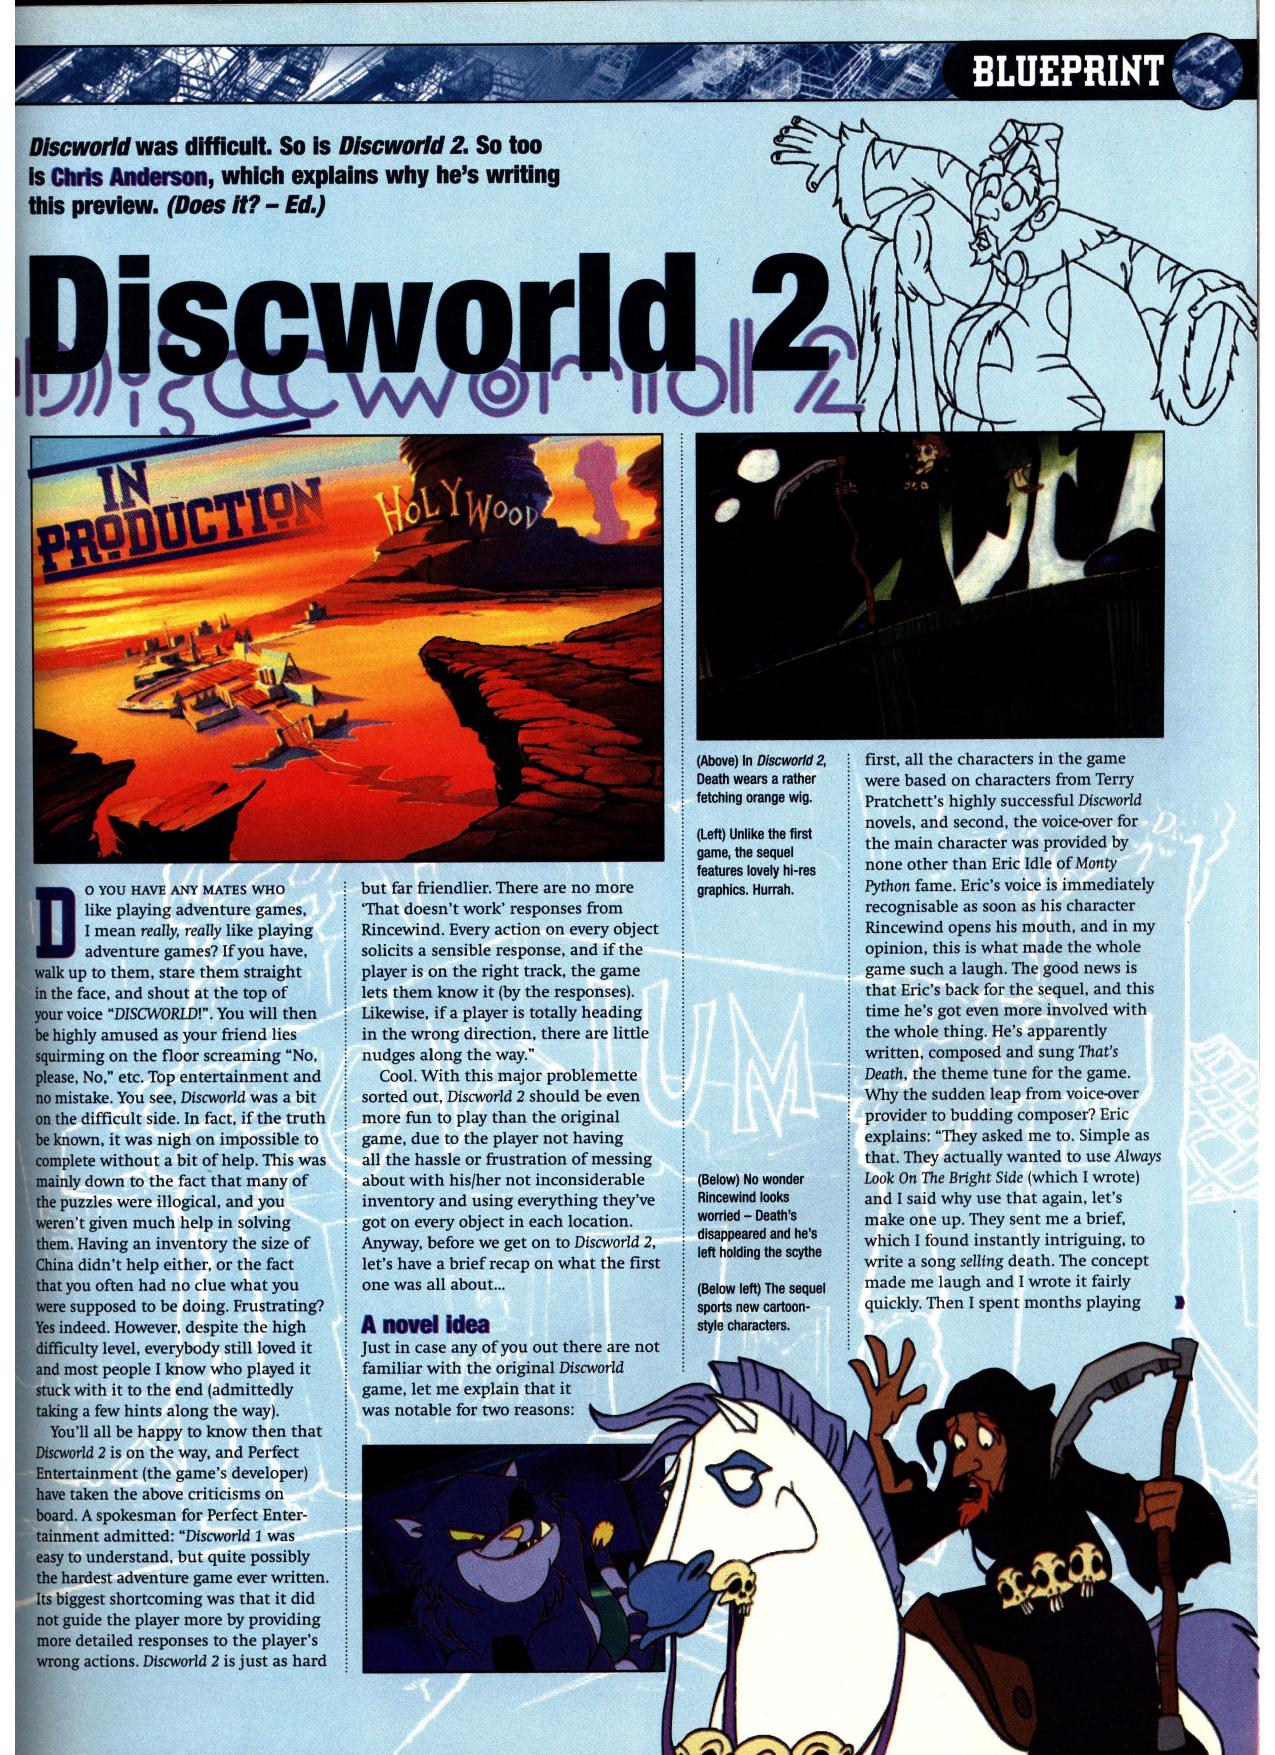 BLUEPRINT
Discworld was difficult. So is Discworld 2. So too
is Chris Anderson, which explains why he's writing
this preview. (Does it? – Ed.)
Discworld 2
Discworld 2
IN
PRODUCTION
HOLYWOOD
DO YOU HAVE ANY MATES WHO
like playing adventure games,
I mean really, really like playing
adventure games? If you have,
walk up to them, stare them straight
in the face, and shout at the top of
your voice “DISCWORLD!”. You will then
be highly amused as your friend lies
squirming on the floor screaming “No,
please, No,” etc. Top entertainment and
no mistake. You see, Discworld was a bit
on the difficult side. In fact, if the truth
be known, it was nigh on impossible to
complete without a bit of help. This was
mainly down to the fact that many of
the puzzles were illogical, and you
weren't given much help in solving
them. Having an inventory the size of
China didn't help either, or the fact
that you often had no clue what you
were supposed to be doing. Frustrating?
Yes indeed. However, despite the high
difficulty level, everybody still loved it
and most people I know who played it
stuck with it to the end (admittedly
taking a few hints along the way).
You'll all be happy to know then that
Discworld 2 is on the way, and Perfect
Entertainment (the game's developer)
have taken the above criticisms on
board. A spokesman for Perfect Enter-
tainment admitted: “Discworld 1 was
easy to understand, but quite possibly
the hardest adventure game ever written.
Its biggest shortcoming was that it did
not guide the player more by providing
more detailed responses to the player's
wrong actions. Discworld 2 is just as hard
but far friendlier. There are no more
‘That doesn't work’ responses from
Rincewind. Every action on every object
solicits a sensible response, and if the
player is on the right track, the game
lets them know it (by the responses).
Likewise, if a player is totally heading
in the wrong direction, there are little
nudges along the way.”
Cool. With this major problemette
sorted out, Discworld 2 should be even
more fun to play than the original
game, due to the player not having
all the hassle or frustration of messing
about with his/her not inconsiderable
inventory and using everything they've
got on every object in each location.
Anyway, before we get on to Discworld 2,
let's have a brief recap on what the first
one was all about...
A novel idea
Just in case any of you out there are not
familiar with the original Discworld
game, let me explain that it
was notable for two reasons:
(Above) In Discworld 2,
Death wears a rather
fetching orange wig.
(Left) Unlike the first
game, the sequel
features lovely hi-res
graphics. Hurrah.
(Below) No wonder
Rincewind looks
worried – Death's
disappeared and he's
left holding the scythe
(Below left) The sequel
sports new cartoon-
style characters.
first, all the characters in the game
were based on characters from Terry
Pratchett's highly successful Discworld
novels, and second, the voice-over for
the main character was provided by
none other than Eric Idle of Monty
Python fame. Eric's voice is immediately
recognisable as soon as his character
Rincewind opens his mouth, and in my
opinion, this is what made the whole
game such a laugh. The good news is
that Eric's back for the sequel, and this
time he's got even more involved with
the whole thing. He's apparently
written, composed and sung That's
Death, the theme tune for the game.
Why the sudden leap from voice-over
provider to budding composer? Eric
explains: “They asked me to. Simple as
that. They actually wanted to use Always
Look On The Bright Side (which I wrote)
and I said why use that again, let's
make one up. They sent me a brief,
which I found instantly intriguing, to
write a song selling death. The concept
made me laugh and I wrote it fairly
quickly. Then I spent months playing